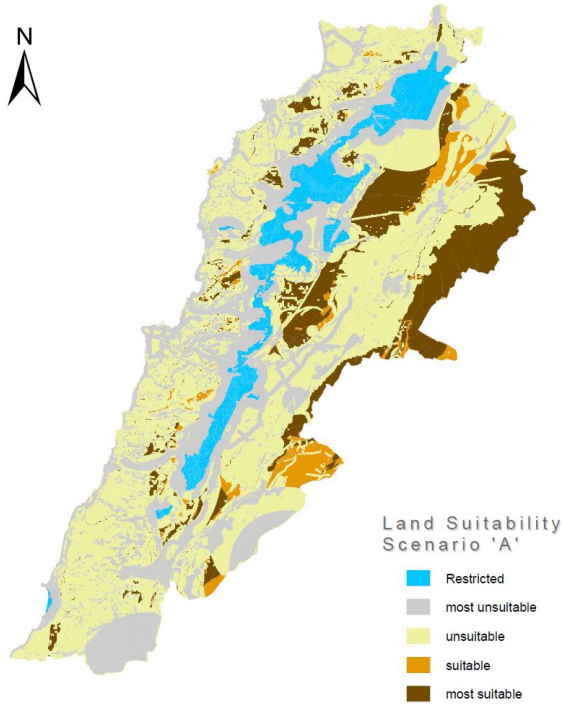 N
Land Suitability
Scenario 'A'
Restricted
most unsuitable
unsuitable
suitable
most suitable